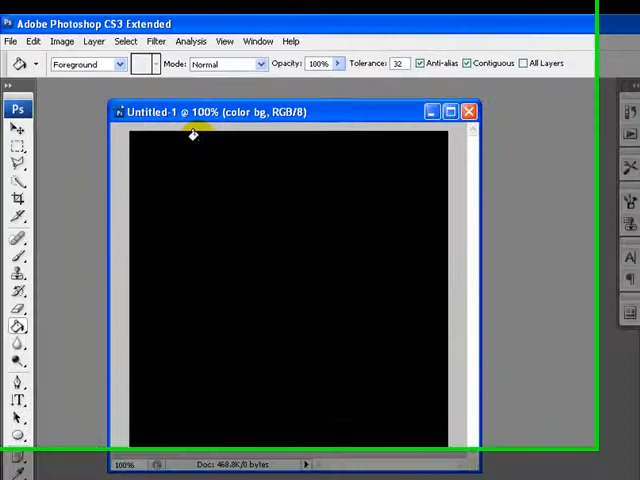 Ps Adobe Photoshop CS3 Extended
File Edit Image Layer Select Filter Analysis View Window Help
Foreground Mode: Normal Opacity: 100% Tolerance: 32 Anti-alias Contiguous All Layers
Ps
Untitled-1 @ 100% (color bg, RGB/8)
A
T
100% Doc: 468.8K/0 bytes